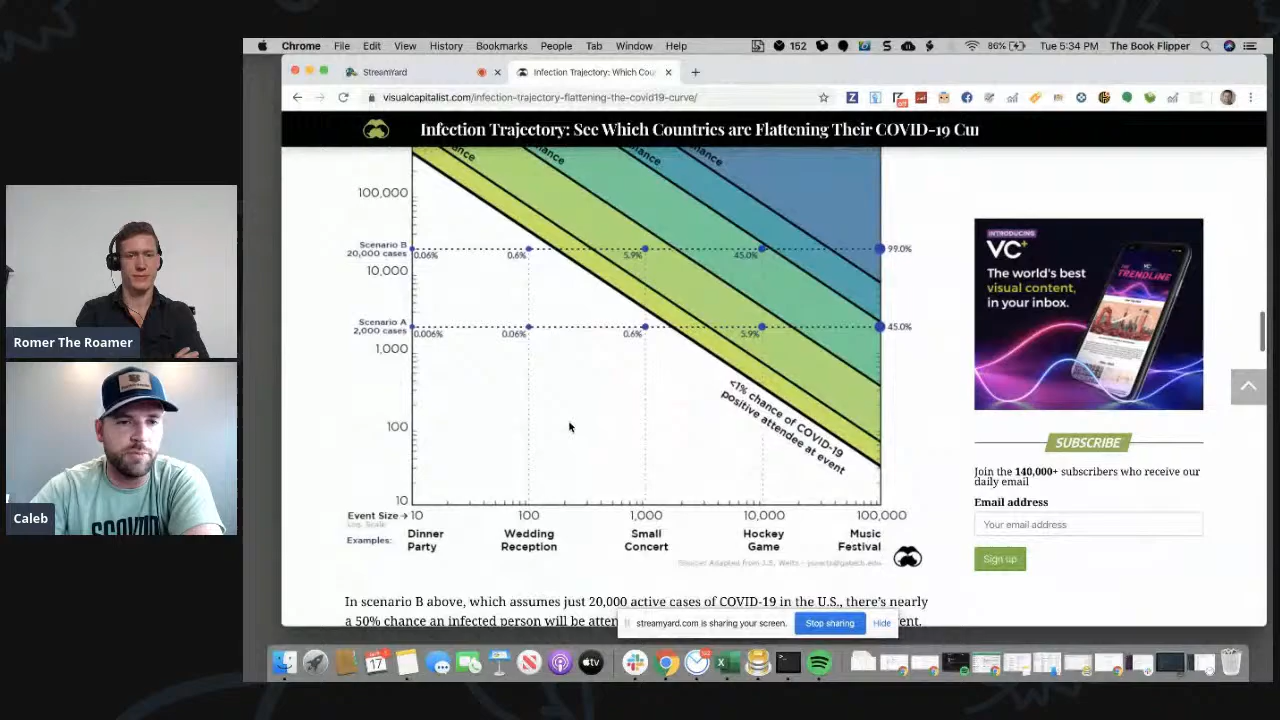 Chrome File Edit View History Bookmarks People Tab Window Help 152 86% Tue 5:34 PM The Book Flipper
StreamYard
Infection Trajectory: Which Cou
visualcapitalist.com/infection-trajectory-flattening-the-covid19-curve/
Infection Trajectory: See Which Countries are Flattening Their COVID-19 Cu
100,000
Scenario B
20,000 cases
0.06% 0.6% 5.9% 45.0% 99.0%
10,000
Scenario A
2,000 cases
0.006% 0.06% 0.6% 5.9% 45.0%
1,000
<1% chance of COVID-19
positive attendee at event
100
10
Event Size → 10 100 1,000 10,000 100,000
Log. Scale
Examples:
Dinner Party
Wedding Reception
Small Concert
Hockey Game
Music Festival
In scenario B above, which assumes just 20,000 active cases of COVID-19 in the U.S., there's nearly
a 50% chance an infected person will be
INTRODUCING
VC+
The world's best
visual content,
in your inbox.
THE TRENDLINE
SUBSCRIBE
Join the 140,000+ subscribers who receive our
daily email
Email address
Your email address
Sign up
streamyard.com is sharing your screen. Stop sharing Hide
Romer The Roamer
Caleb
17
tv